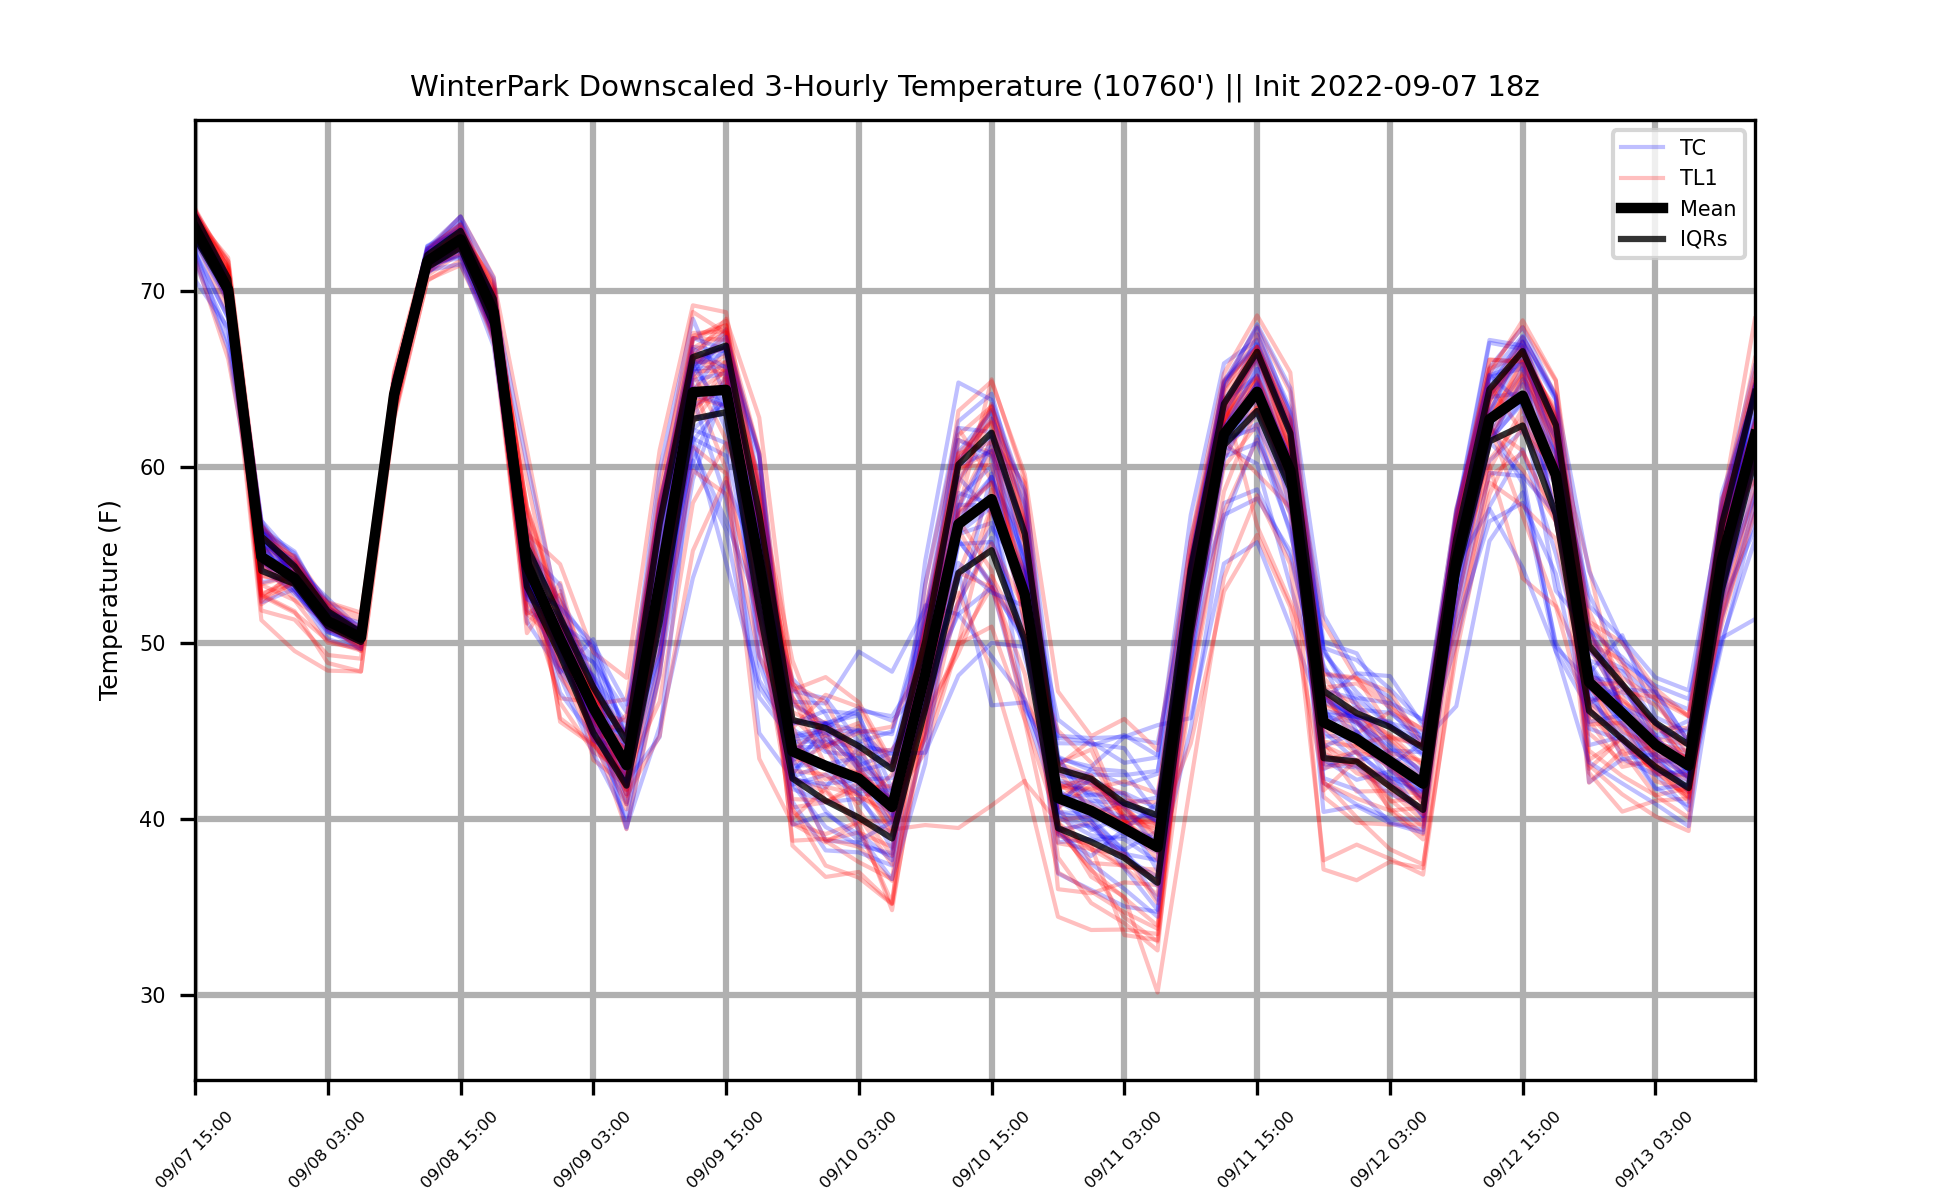 WinterPark Downscaled 3-Hourly Temperature (10760') || Init 2022-09-07 18z
TC
TL1
Mean
IQRs
Temperature (F)
70
60
50
40
30
09/07 15:00
09/08 03:00
09/08 15:00
09/09 03:00
09/09 15:00
09/10 03:00
09/10 15:00
09/11 03:00
09/11 15:00
09/12 03:00
09/12 15:00
09/13 03:00